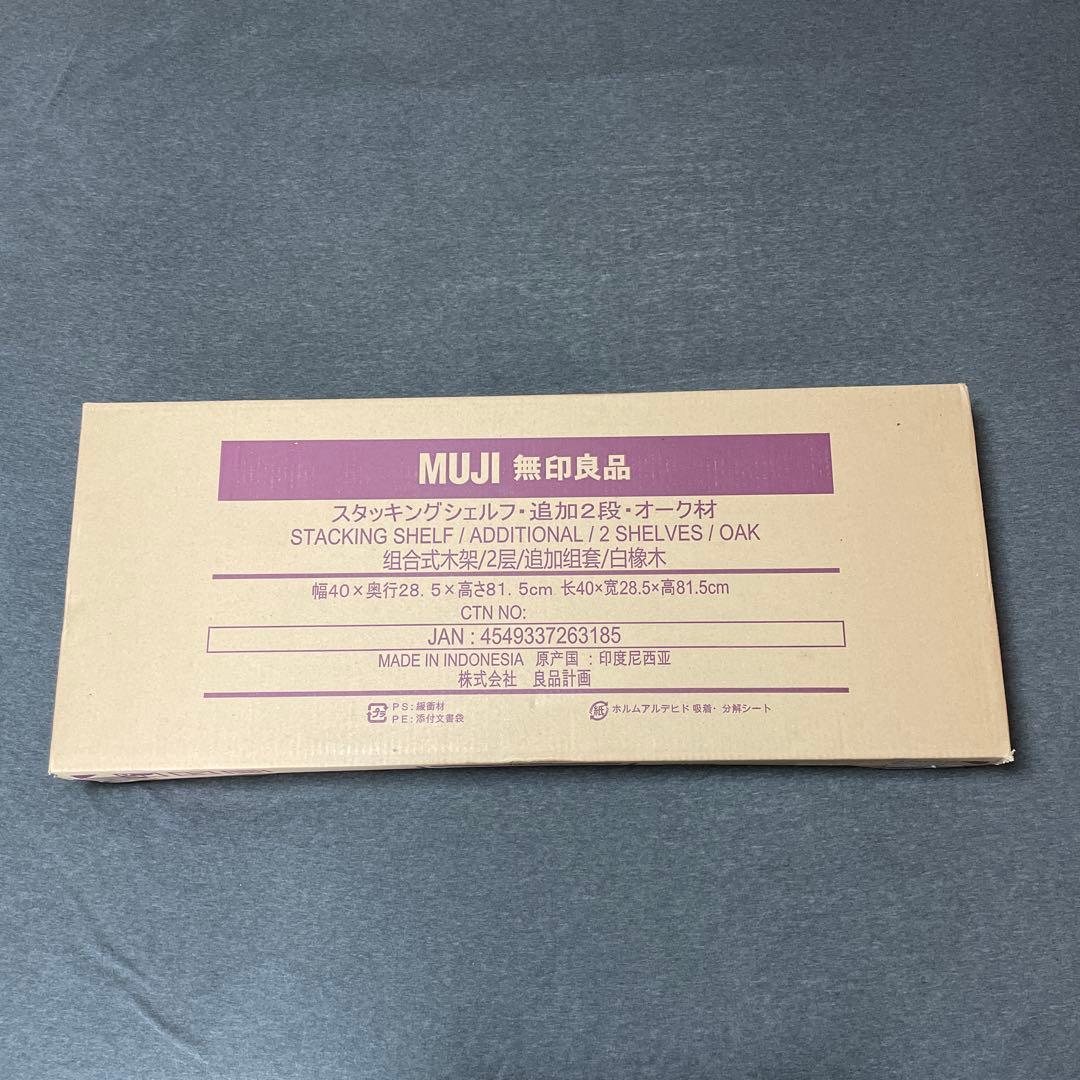 MUJI 無印良品
スタッキングシェルフ・追加2段・オーク材
STACKING SHELF / ADDITIONAL / 2 SHELVES / OAK
组合式木架/2层/追加组套/白橡木
幅40×奥行28.5×高さ81.5cm 长40×宽28.5×高81.5cm
CTN NO:
JAN : 4549337263185
MADE IN INDONESIA 原产国 : 印度尼西亚
株式会社 良品計画
プラ PS:緩衝材
PE:添付文書袋
紙 ホルムアルデヒド 吸着・分解シート